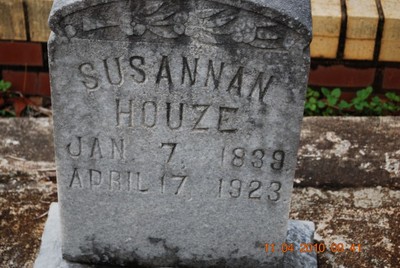 SUSANNAN
HOUZE
JAN 7, 1839
APRIL 17, 1923